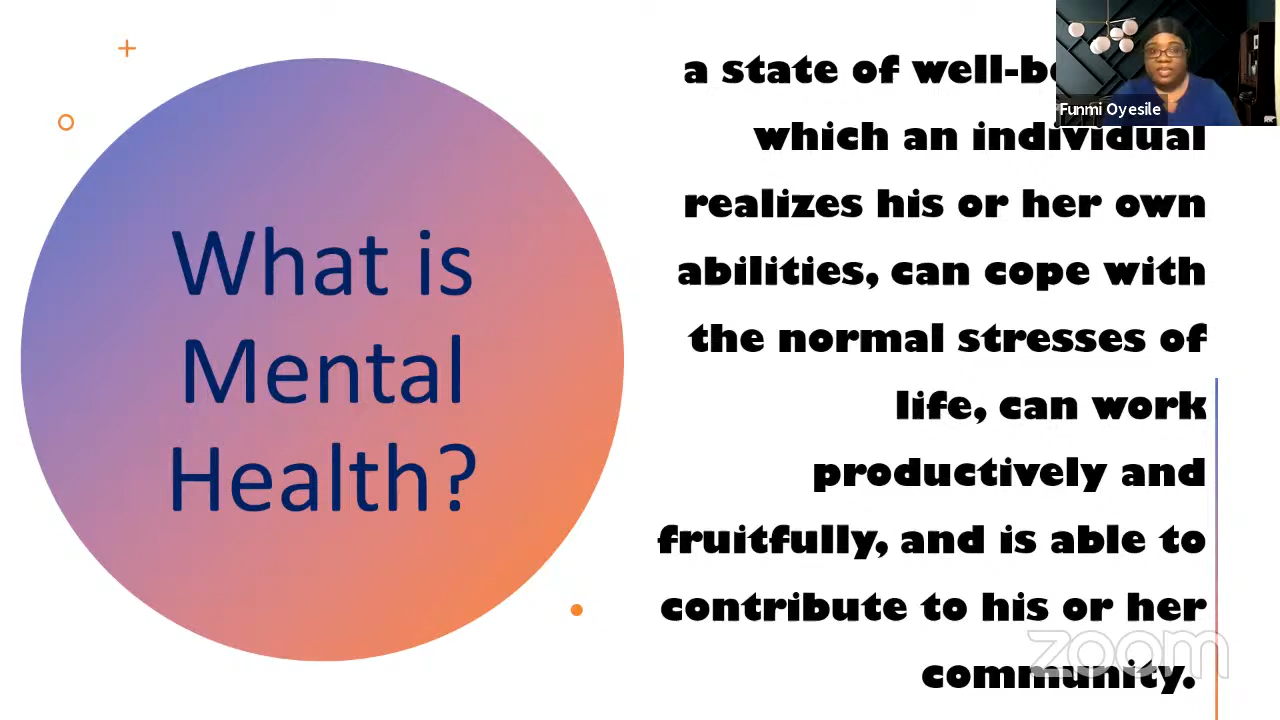 What is
Mental
Health?
a state of well-
which an individual
realizes his or her own
abilities, can cope with
the normal stresses of
life, can work
productively and
fruitfully, and is able to
contribute to his or her
community.
Funmi Oyesile
zoom